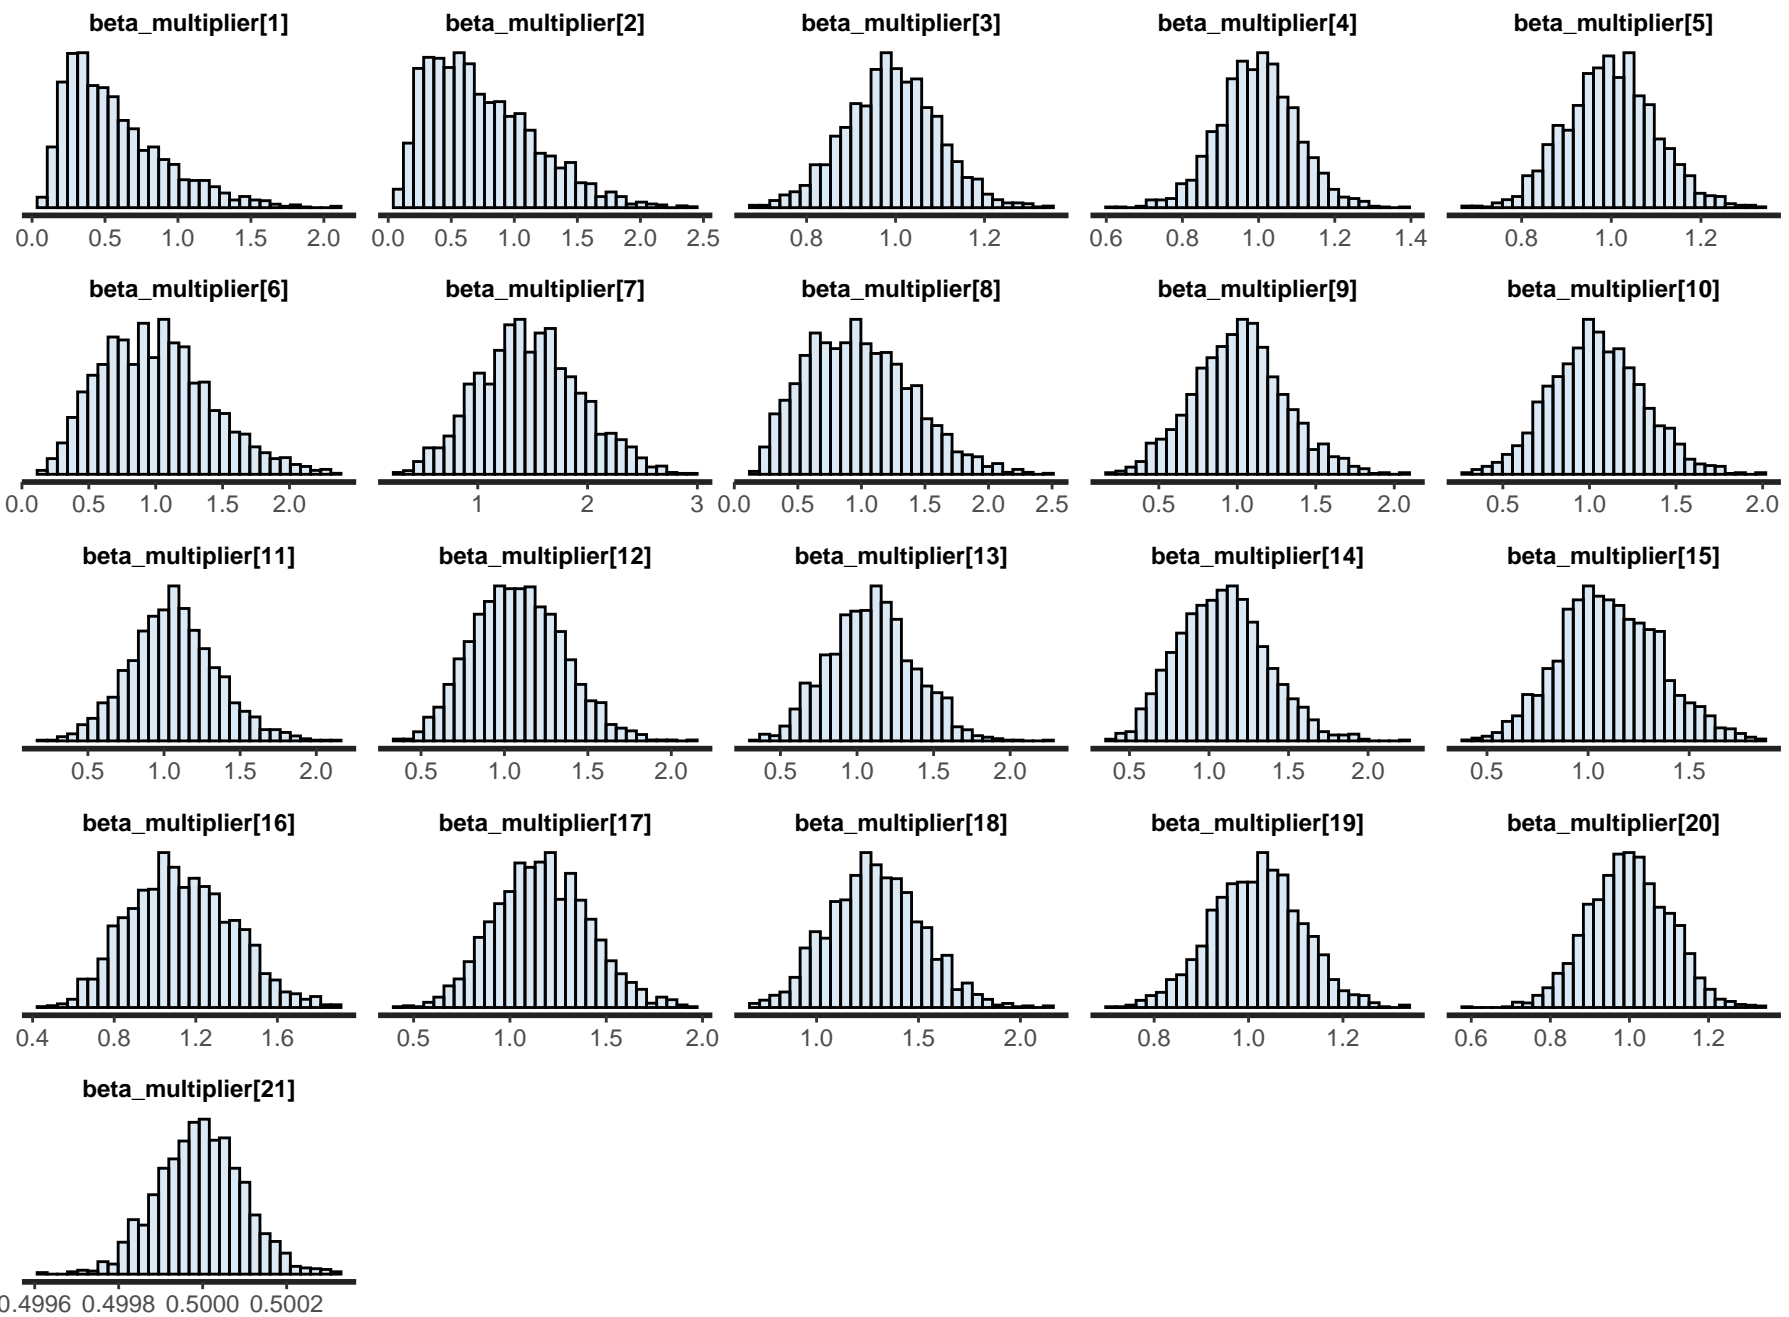 beta_multiplier[1] beta_multiplier[2] beta_multiplier[3] beta_multiplier[4] beta_multiplier[5]
0.0 0.5 1.0 1.5 2.0 0.0 0.5 1.0 1.5 2.0 2.5 0.8 1.0 1.2 0.6 0.8 1.0 1.2 1.4 0.8 1.0 1.2
beta_multiplier[6] beta_multiplier[7] beta_multiplier[8] beta_multiplier[9] beta_multiplier[10]
0.0 0.5 1.0 1.5 2.0 1 2 3 0.0 0.5 1.0 1.5 2.0 2.5 0.5 1.0 1.5 2.0 0.5 1.0 1.5 2.0
beta_multiplier[11] beta_multiplier[12] beta_multiplier[13] beta_multiplier[14] beta_multiplier[15]
0.5 1.0 1.5 2.0 0.5 1.0 1.5 2.0 0.5 1.0 1.5 2.0 0.5 1.0 1.5 2.0 0.5 1.0 1.5
beta_multiplier[16] beta_multiplier[17] beta_multiplier[18] beta_multiplier[19] beta_multiplier[20]
0.4 0.8 1.2 1.6 0.5 1.0 1.5 2.0 1.0 1.5 2.0 0.8 1.0 1.2 0.6 0.8 1.0 1.2
beta_multiplier[21]
0.4996 0.4998 0.5000 0.5002